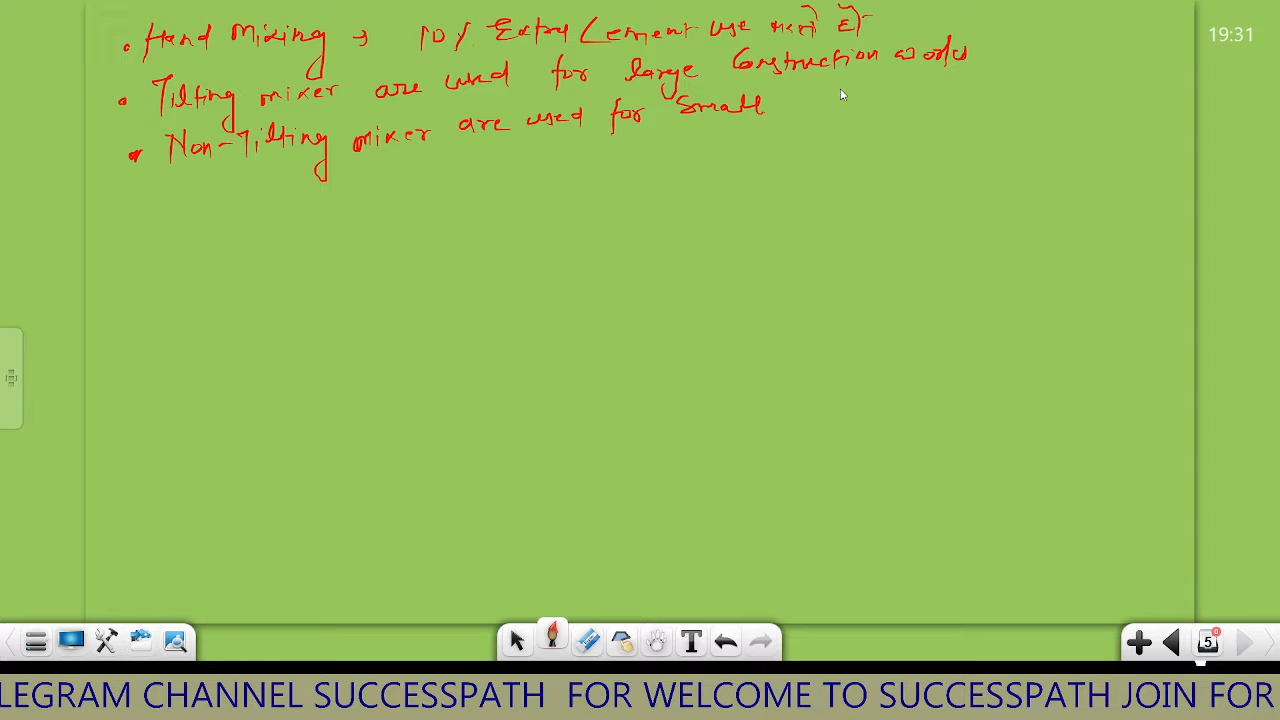 • Hand Mixing → 10% Extra Cement use करते है
19:31
• Tilting mixer are used for large Construction works
• Non-Tilting mixer are used for Small
5
LEGRAM CHANNEL SUCCESSPATH FOR WELCOME TO SUCCESSPATH JOIN FOR